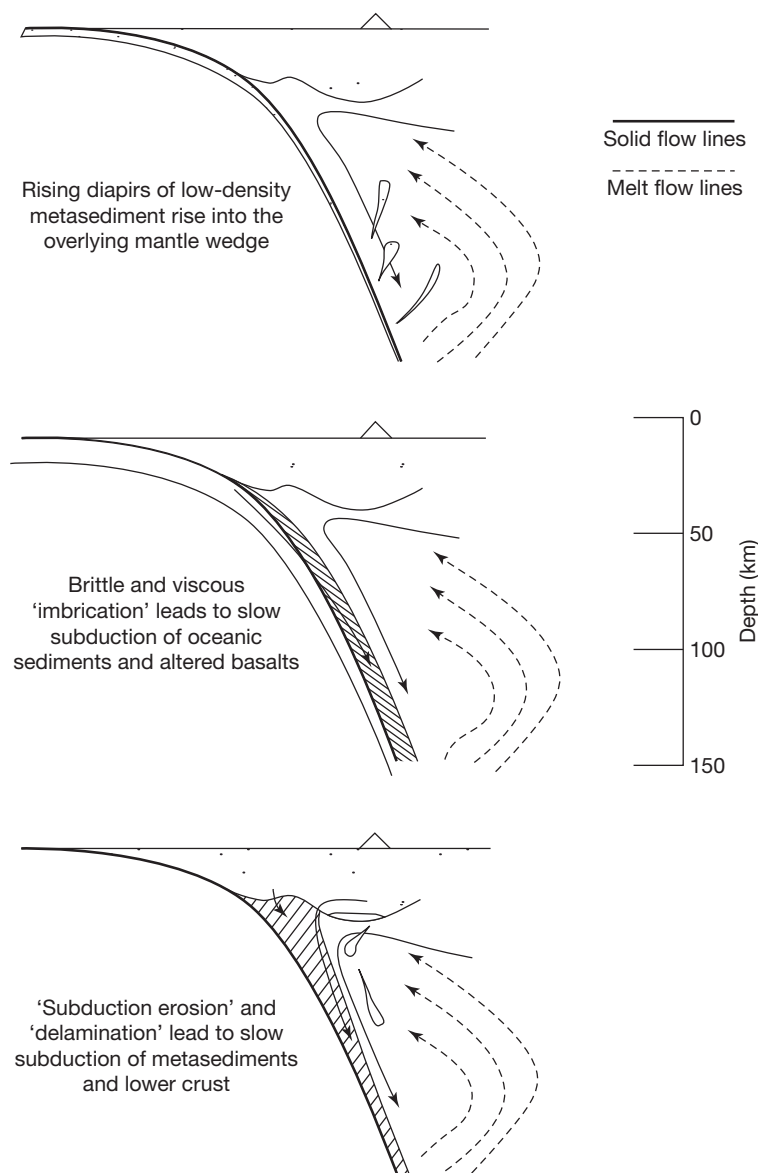 Solid flow lines
Melt flow lines
Rising diapirs of low-density
metasediment rise into the
overlying mantle wedge
0
50
100
150
Depth (km)
Brittle and viscous
‘imbrication’ leads to slow
subduction of oceanic
sediments and altered basalts
‘Subduction erosion’ and
‘delamination’ lead to slow
subduction of metasediments
and lower crust